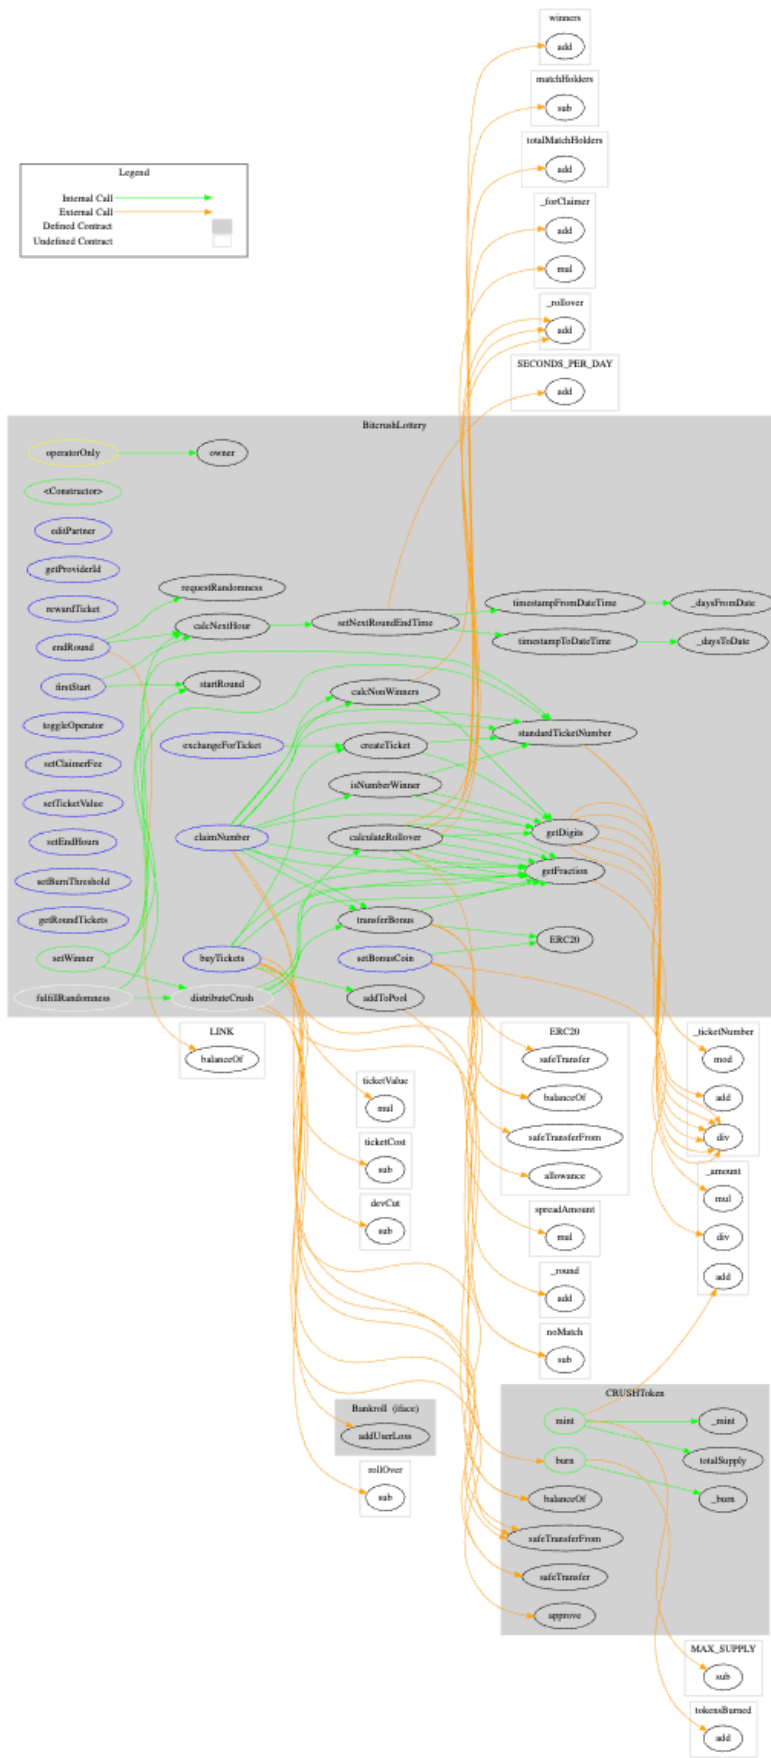 winners
add
matchHolders
sub
totalMatchHolders
add
_forClaimer
add
mul
_rollover
add
SECONDS_PER_DAY
add
Legend
Internal Call
External Call
Defined Contract
Undefined Contract
BitcrushLottery
operatorOnly
owner
<Constructor>
editPartner
getProviderId
rewardTicket
endRound
firstStart
toggleOperator
setClaimerFee
setTicketValue
setEndHours
setBurnThreshold
getRoundTickets
setWinner
fulfillRandomness
requestRandomness
calcNextHour
startRound
exchangeForTicket
claimNumber
buyTickets
distributeCrush
setNextRoundEndTime
calcNonWinners
createTicket
isNumberWinner
calculateRollover
transferBonus
setBonusCoin
addToPool
timestampFromDateTime
timestampToDateTime
standardTicketNumber
getDigits
getFraction
ERC20
_daysFromDate
_daysToDate
LINK
balanceOf
ticketValue
mul
ticketCost
sub
devCut
sub
ERC20
safeTransfer
balanceOf
safeTransferFrom
allowance
spreadAmount
mul
_round
add
noMatch
sub
_ticketNumber
mod
add
div
_amount
mul
div
add
Bankroll (iface)
addUserLoss
rollOver
sub
CRUSHToken
mint
burn
balanceOf
safeTransferFrom
safeTransfer
approve
_mint
totalSupply
_burn
MAX_SUPPLY
sub
tokensBurned
add